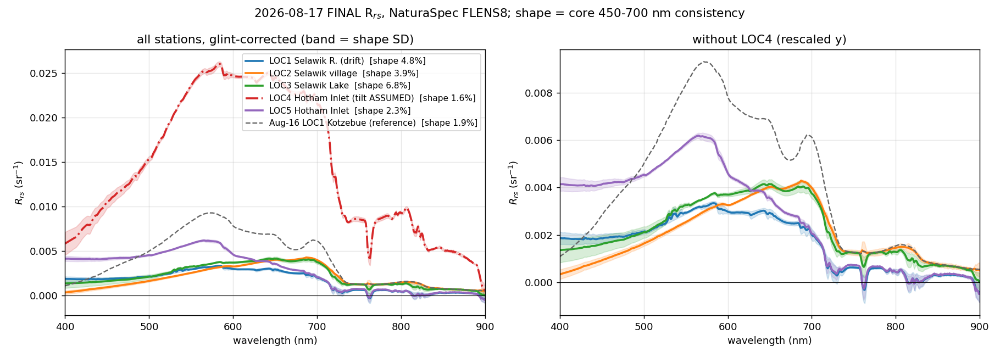 2026-08-17 FINAL Rrs, NaturaSpec FLENS8; shape = core 450-700 nm consistency
all stations, glint-corrected (band = shape SD)
LOC1 Selawik R. (drift) [shape 4.8%]
LOC2 Selawik village [shape 3.9%]
LOC3 Selawik Lake [shape 6.8%]
LOC4 Hotham Inlet (tilt ASSUMED) [shape 1.6%]
LOC5 Hotham Inlet [shape 2.3%]
Aug-16 LOC1 Kotzebue (reference) [shape 1.9%]
Rrs (sr−1)
0.025
0.020
0.015
0.010
0.005
0.000
400 500 600 700 800 900
wavelength (nm)
without LOC4 (rescaled y)
Rrs (sr−1)
0.008
0.006
0.004
0.002
0.000
400 500 600 700 800 900
wavelength (nm)